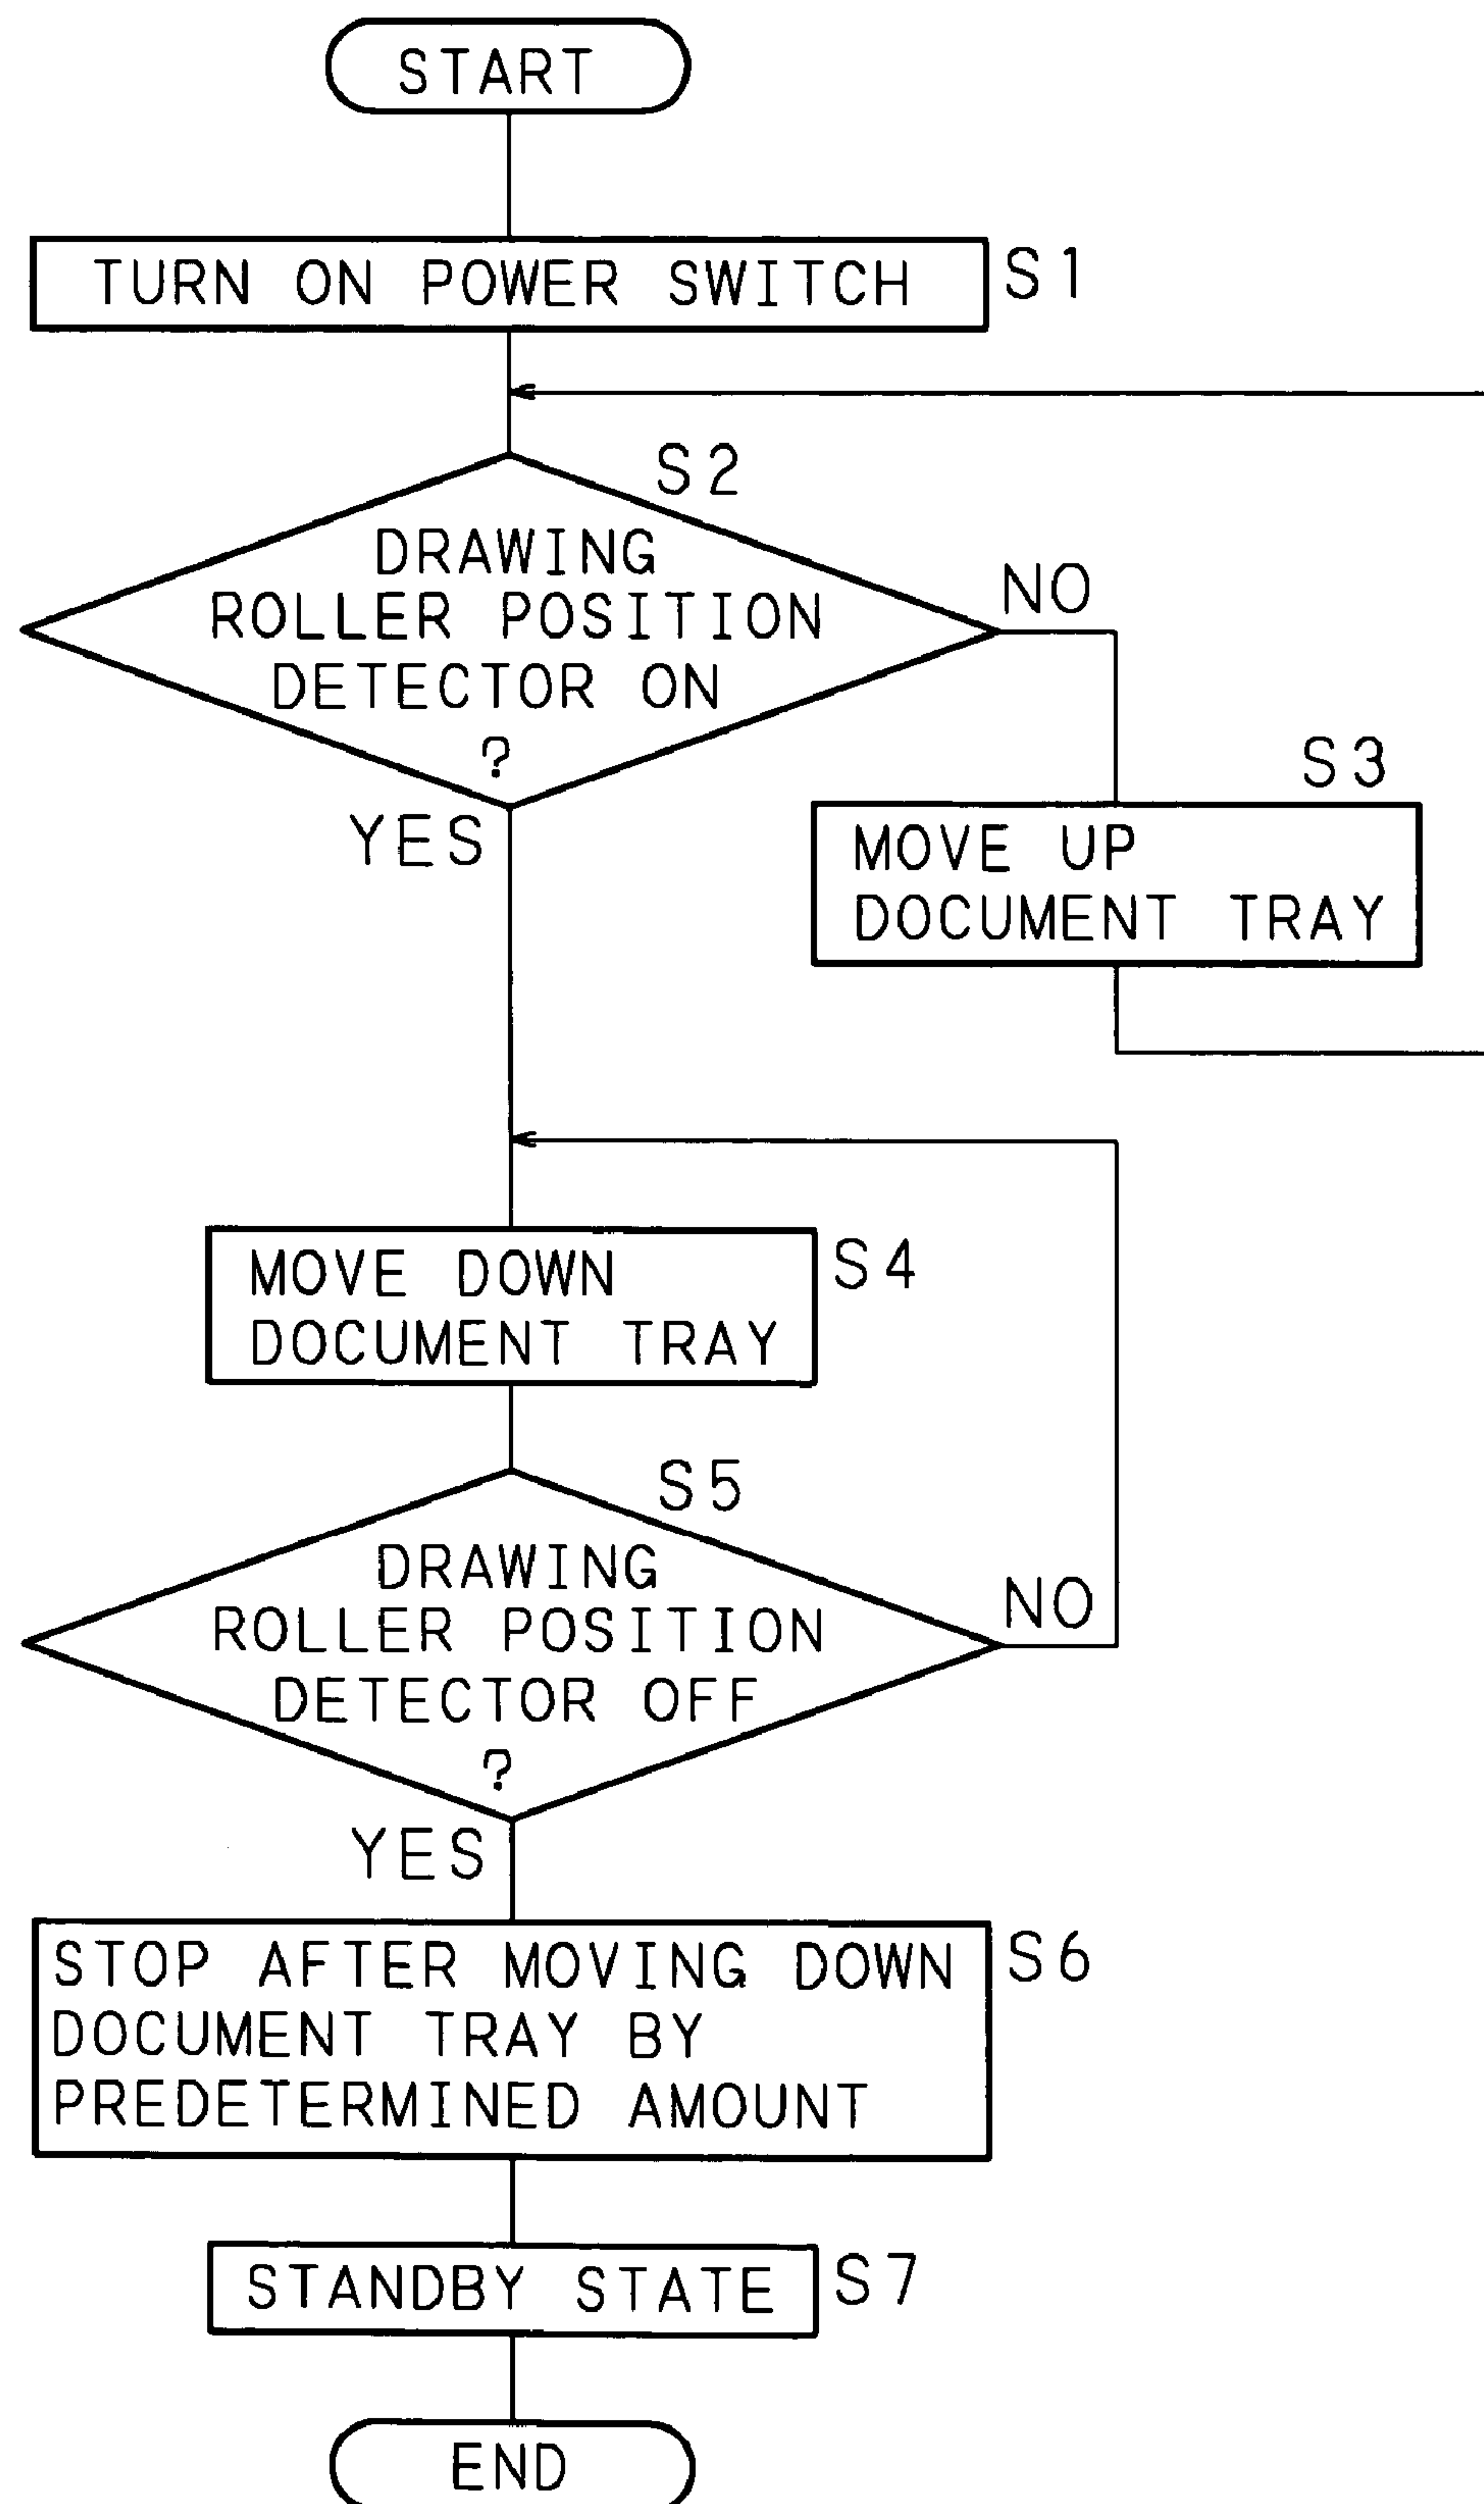 START
TURN ON POWER SWITCH S1
S2
DRAWING
ROLLER POSITION
DETECTOR ON
?
NO
YES
S3
MOVE UP
DOCUMENT TRAY
MOVE DOWN
DOCUMENT TRAY
S4
S5
DRAWING
ROLLER POSITION
DETECTOR OFF
?
NO
YES
STOP AFTER MOVING DOWN
DOCUMENT TRAY BY
PREDETERMINED AMOUNT
S6
STANDBY STATE S7
END